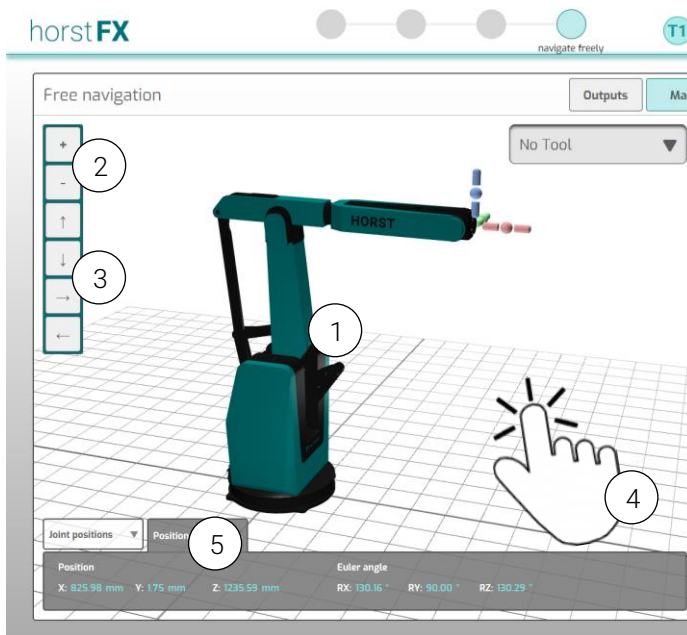 horstFX
navigate freely
T1
Free navigation
Outputs
Ma
+
-
↑
↓
→
←
2
3
No Tool
HORST
1
4
5
Joint positions
Position
Position
Euler angle
X: 825.98 mm Y: 1.75 mm Z: 1235.59 mm RX: 130.16 ° RY: 90.00 ° RZ: 130.29 °